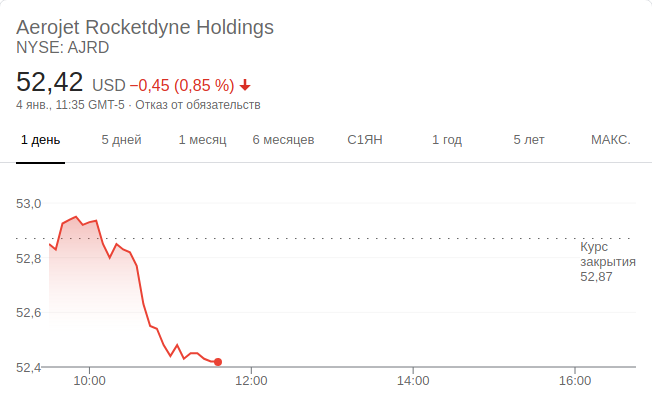 Aerojet Rocketdyne Holdings
NYSE: AJRD
52,42 USD −0,45 (0,85 %)
4 янв., 11:35 GMT-5 · Отказ от обязательств
1 день 5 дней 1 месяц 6 месяцев С1ЯН 1 год 5 лет МАКС.
53,0
52,8
52,6
52,4
Курс
закрытия
52,87
10:00 12:00 14:00 16:00